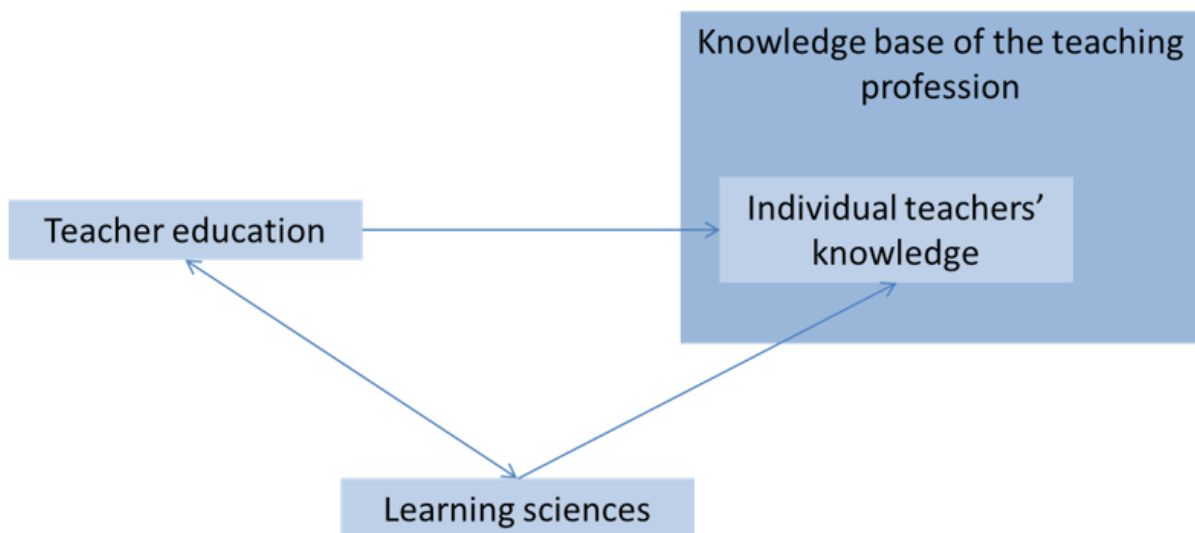 Knowledge base of the teaching
profession
Teacher education
Individual teachers’
knowledge
Learning sciences